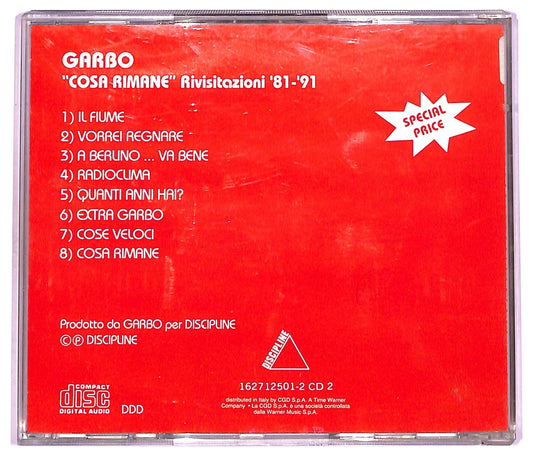 GARBO
"COSA RIMANE" Rivisitazioni '81-'91
1) IL FIUME
2) VORREI REGNARE
3) A BERLINO ... VA BENE
4) RADIOCLIMA
5) QUANTI ANNI HAI?
6) EXTRA GARBO
7) COSE VELOCI
8) COSA RIMANE
SPECIAL
PRICE
Prodotto da GARBO per DISCIPLINE
©℗ DISCIPLINE
DISCIPLINE
COMPACT
disc
DIGITAL AUDIO
DDD
162712501-2 CD 2
distributed in Italy by CGD S.p.A. A Time Warner
Company • La CGD S.p.A. è una società controllata
dalla Warner Music S.p.A.